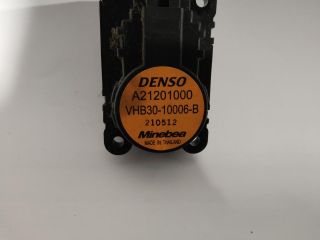 DENSO
A21201000
VHB30-10006-B
210512
Minebea
MADE IN THAILAND